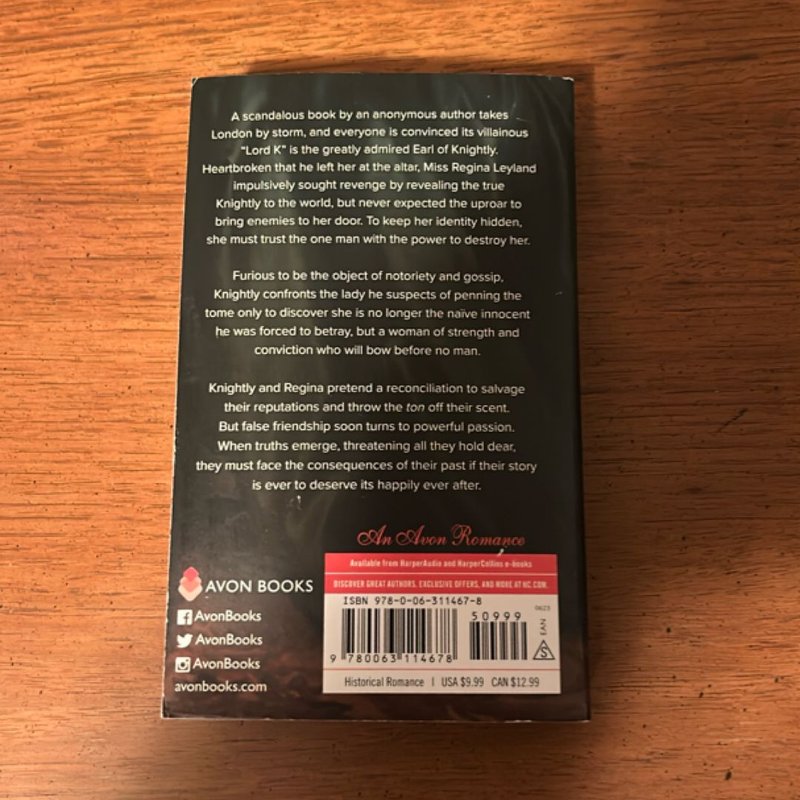 A scandalous book by an anonymous author takes
London by storm, and everyone is convinced its villainous
"Lord K" is the greatly admired Earl of Knightly.
Heartbroken that he left her at the altar, Miss Regina Leyland
impulsively sought revenge by revealing the true
Knightly to the world, but never expected the uproar to
bring enemies to her door. To keep her identity hidden,
she must trust the one man with the power to destroy her.
Furious to be the object of notoriety and gossip,
Knightly confronts the lady he suspects of penning the
tome only to discover she is no longer the naïve innocent
he was forced to betray, but a woman of strength and
conviction who will bow before no man.
Knightly and Regina pretend a reconciliation to salvage
their reputations and throw the ton off their scent.
But false friendship soon turns to powerful passion.
When truths emerge, threatening all they hold dear,
they must face the consequences of their past if their story
is ever to deserve its happily ever after.
An Avon Romance
Available from HarperAudio and HarperCollins e-books
DISCOVER GREAT AUTHORS, EXCLUSIVE OFFERS, AND MORE AT HC.COM.
AVON BOOKS
AvonBooks
AvonBooks
AvonBooks
avonbooks.com
ISBN 978-0-06-311467-8
50999
0623
EAN
S
9 780063 114678
Historical Romance | USA $9.99 CAN $12.99